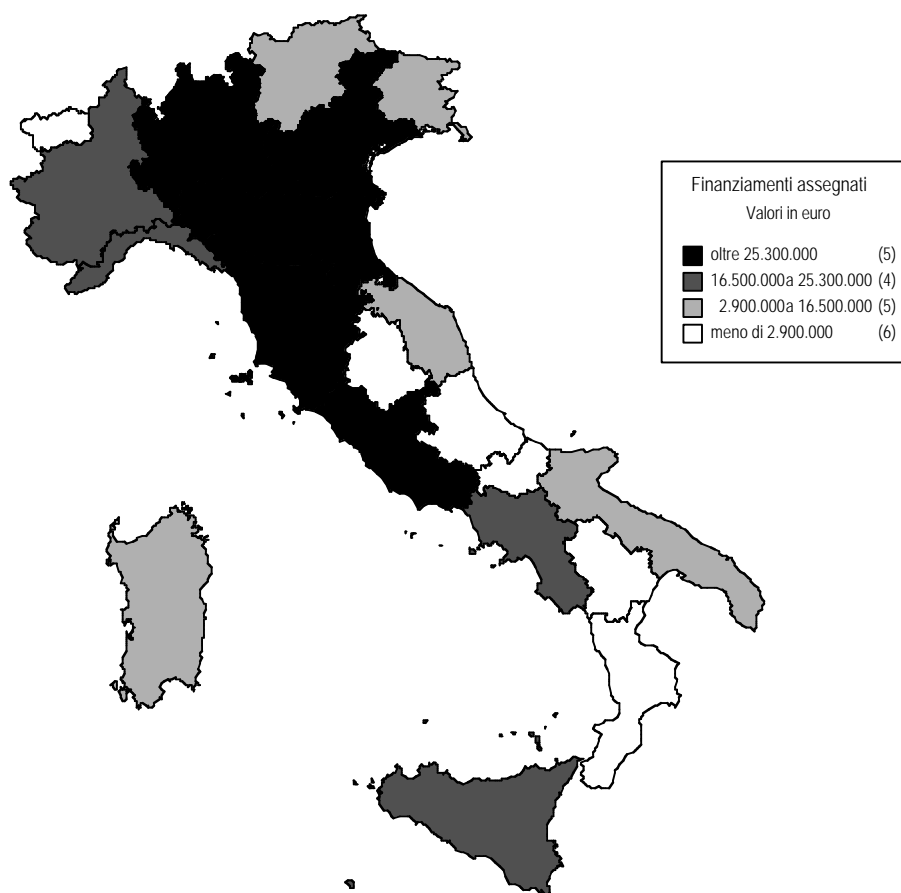 Finanziamenti assegnati
Valori in euro
oltre 25.300.000 (5)
16.500.000a 25.300.000 (4)
2.900.000a 16.500.000 (5)
meno di 2.900.000 (6)